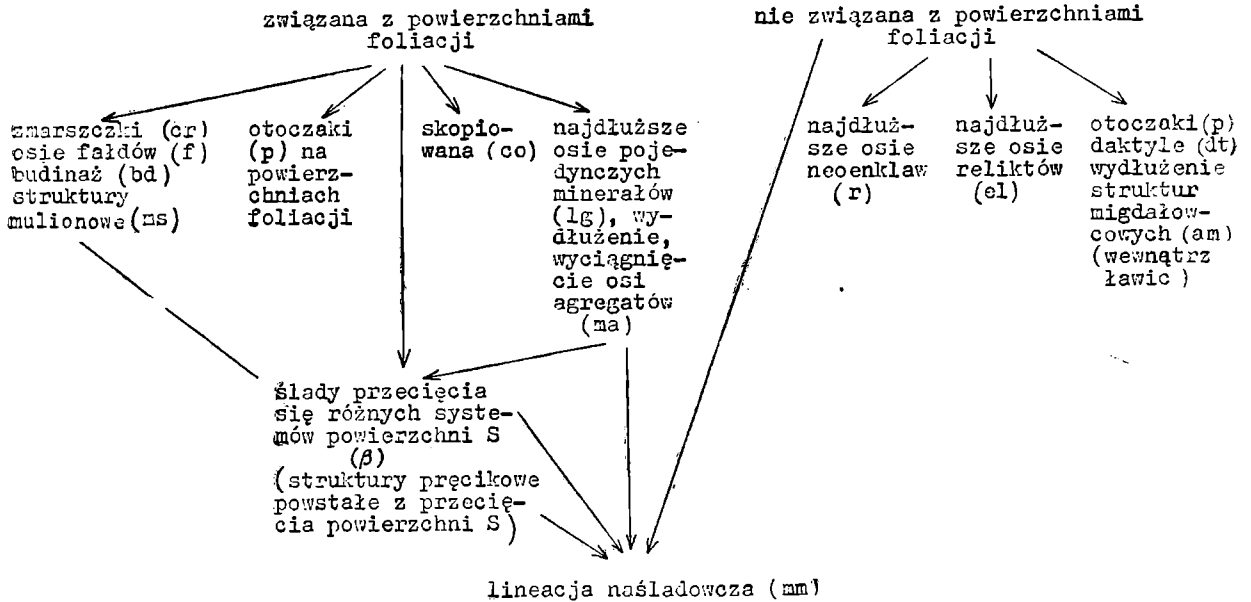 związana z powierzchniami
foliacji
nie związana z powierzchniami
foliacji
zmarszczki (cr)
osie fałdów (f)
budinaż (bd)
struktury
mulionowe (ms)
otoczaki
(p) na
powierz-
chniach
foliacji
skopio-
wana (co)
najdłuższe
osie poje-
dynczych
minerałów
(lg), wy-
dłużenie,
wyciągnię-
cie osi
agregatów
(ma)
najdłuż-
sze osie
neoenklaw
(r)
najdłuż-
sze osie
reliktów
(el)
otoczaki (p)
daktyle (dt)
wydłużenie
struktur
migdałow-
cowych (am)
(wewnątrz
ławic )
ślady przecięcia
się różnych syste-
mów powierzchni S
(β)
(struktury pręcikowe
powstałe z przecię-
cia powierzchni S)
lineacja naśladowcza (mm)